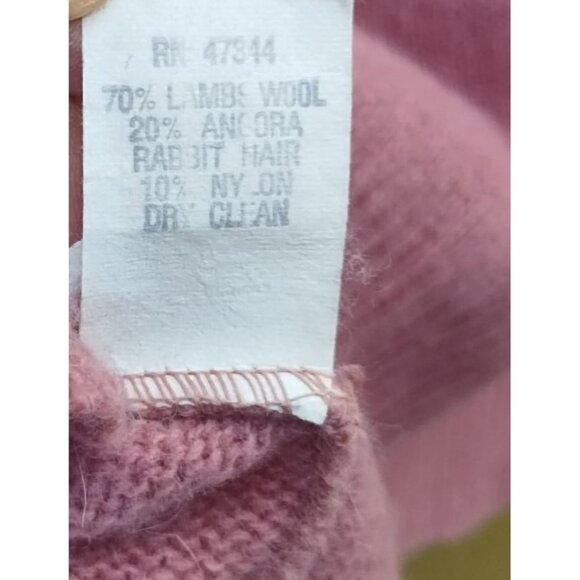 RN 47344
70% LAMBS WOOL
20% ANGORA
RABBIT HAIR
10% NYLON
DRY CLEAN